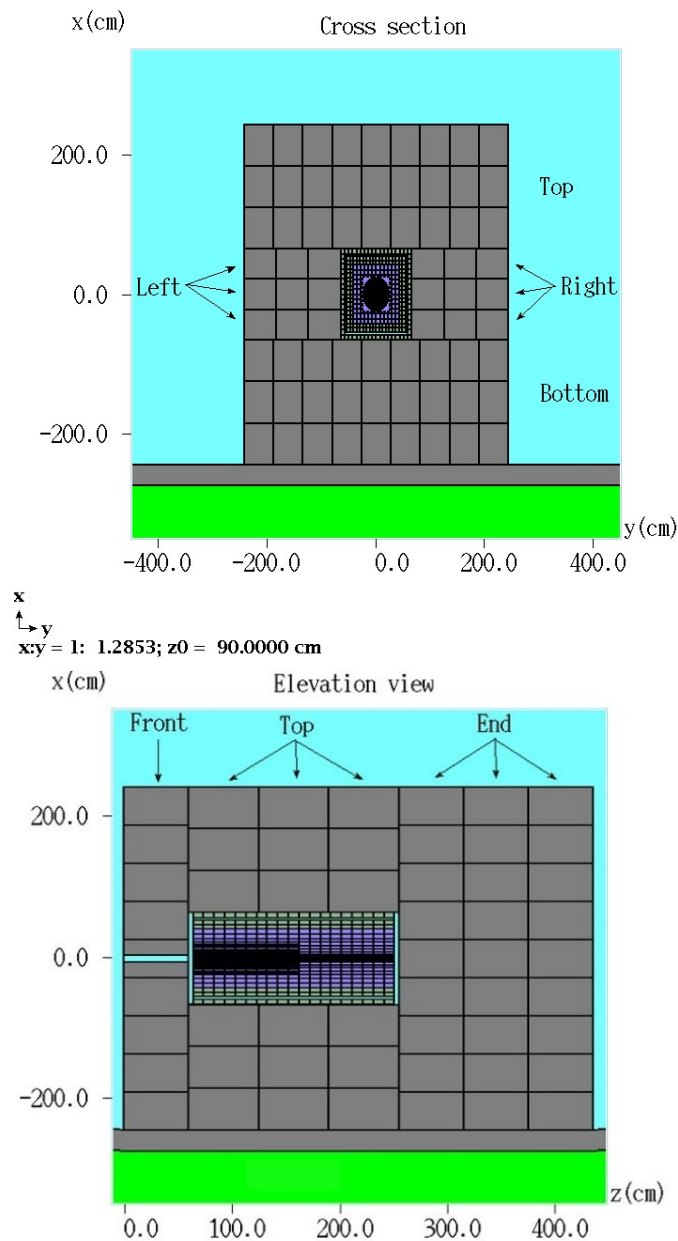 x(cm)
Cross section
200.0
Top
Left
0.0
Right
Bottom
-200.0
y(cm)
-400.0
-200.0
0.0
200.0
400.0
x
y
x:y = 1: 1.2853; z0 = 90.0000 cm
x(cm)
Elevation view
Front
Top
End
200.0
0.0
-200.0
z(cm)
0.0
100.0
200.0
300.0
400.0